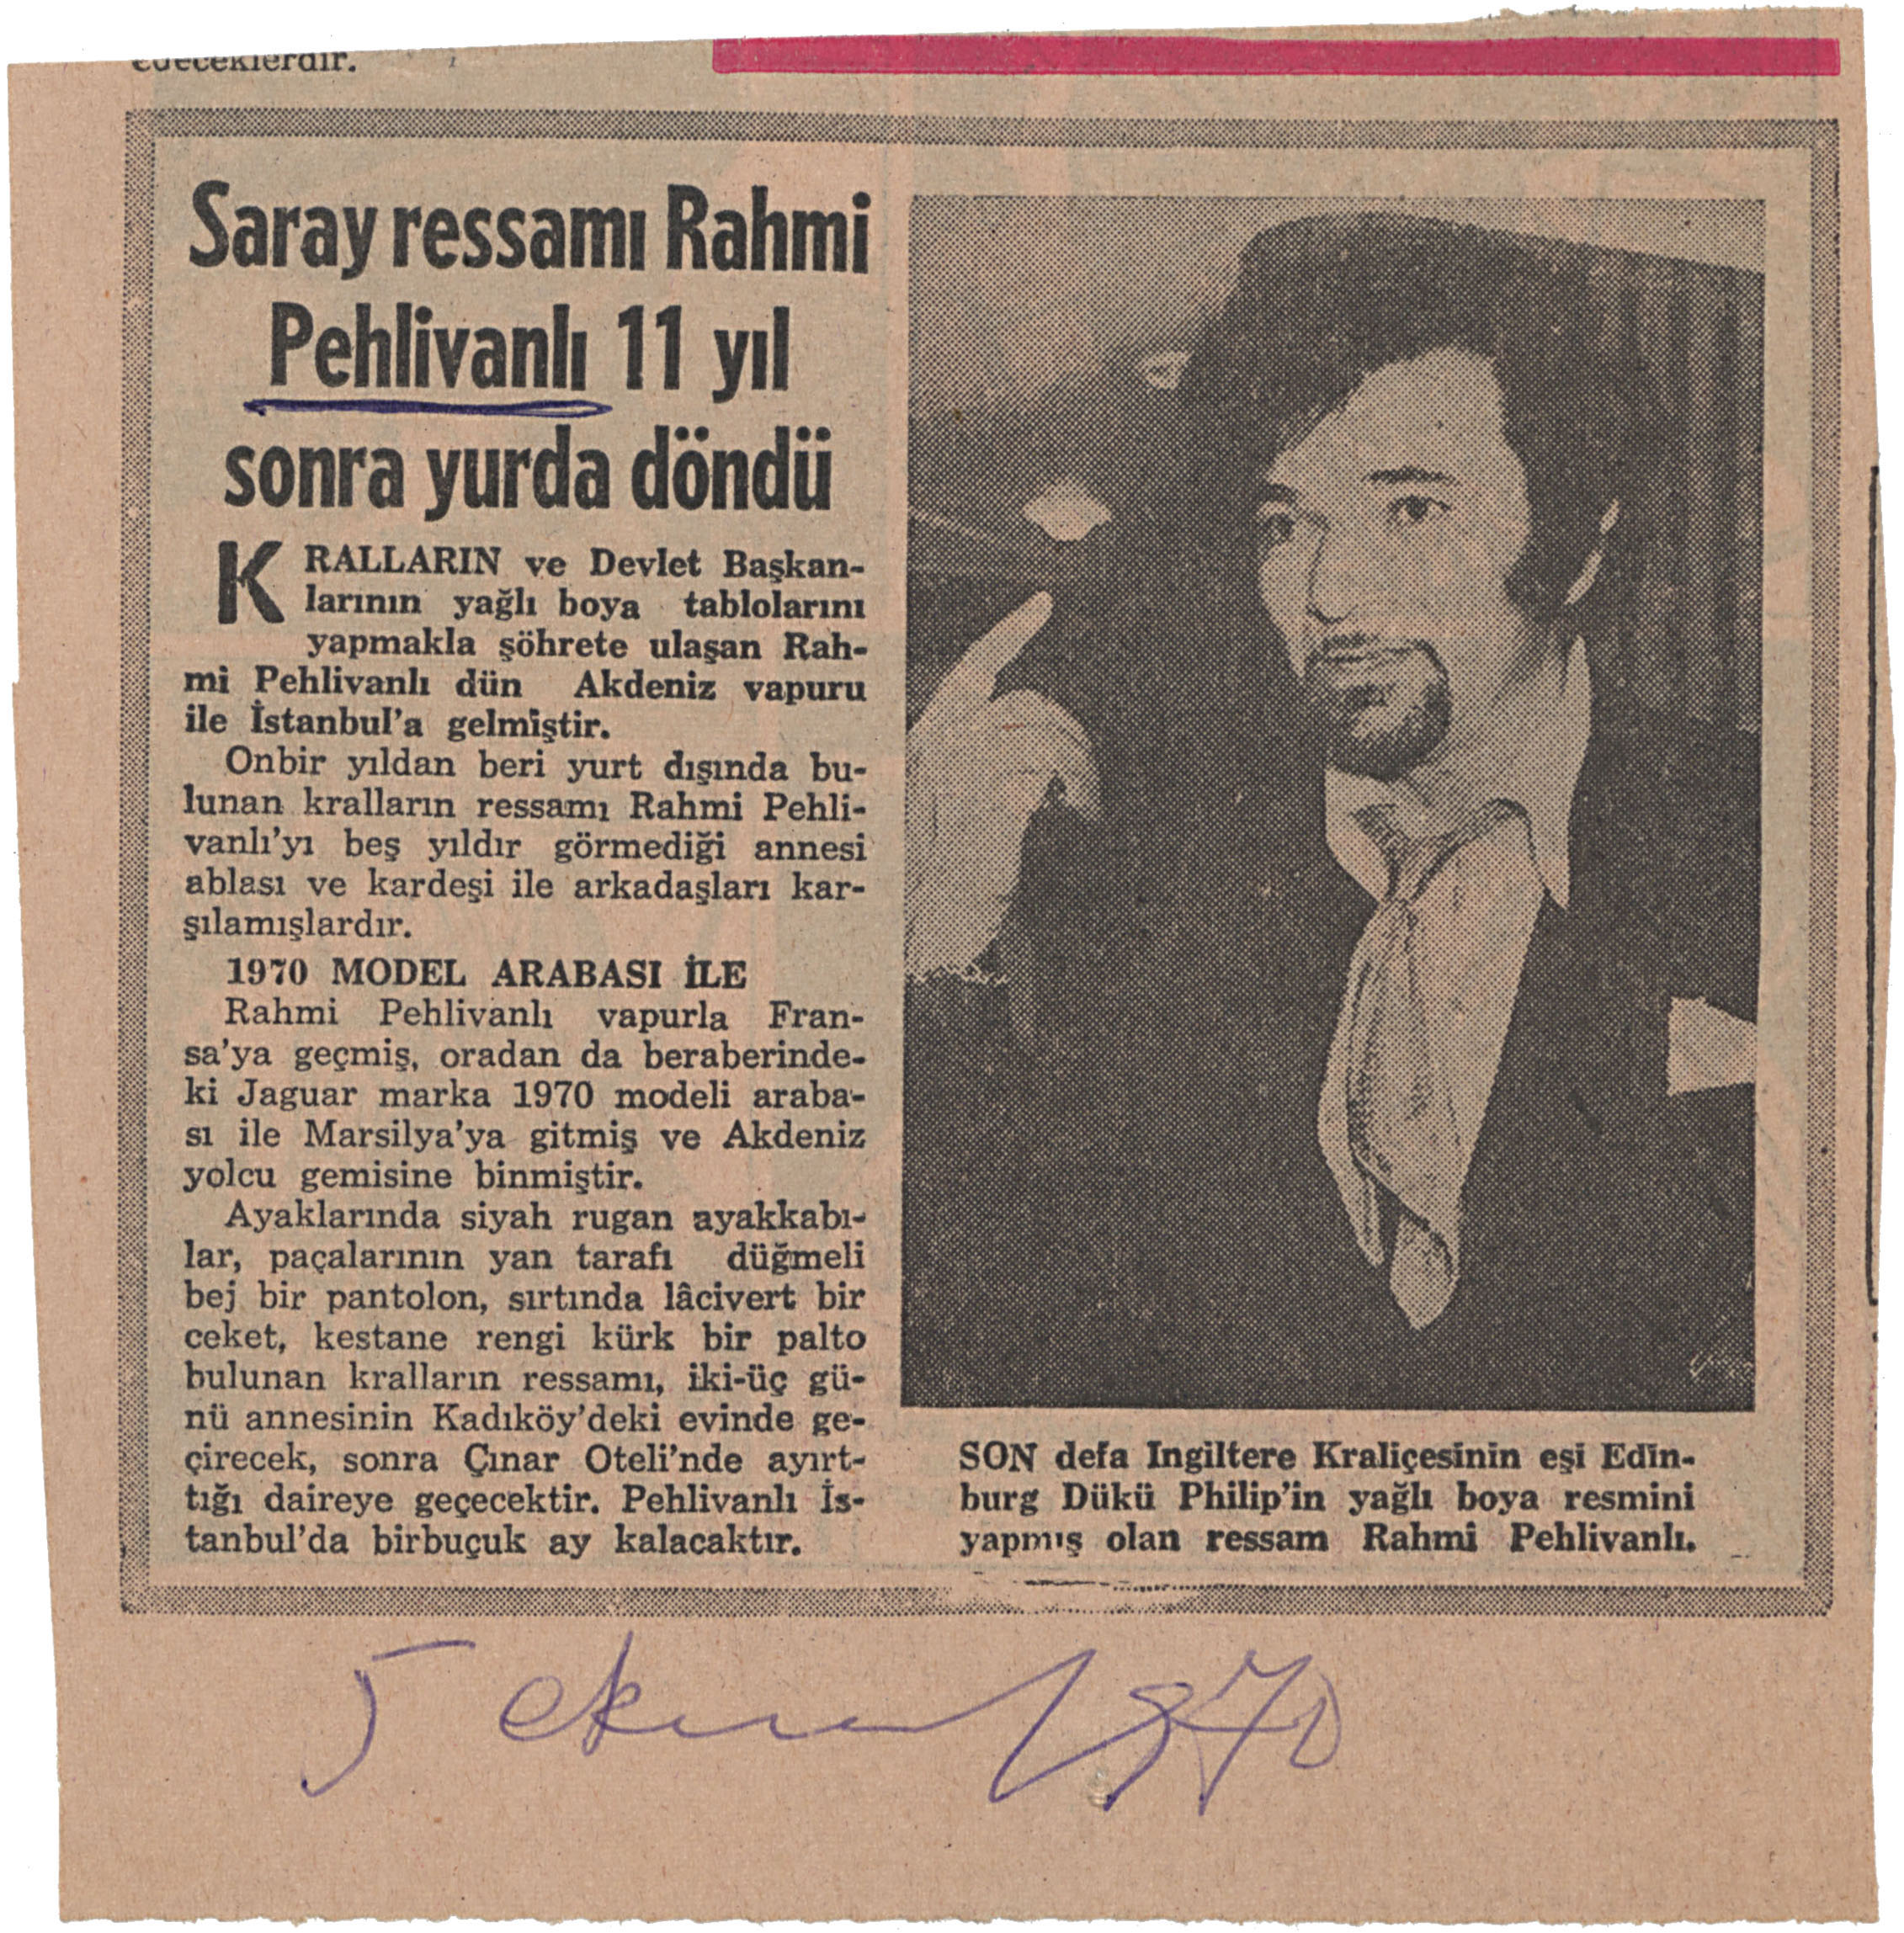 edeceklerdir.
Saray ressamı Rahmi
Pehlivanlı 11 yıl
sonra yurda döndü
KRALLARIN ve Devlet Başkan-
larının yağlı boya tablolarını
yapmakla şöhrete ulaşan Rah-
mi Pehlivanlı dün Akdeniz vapuru
ile İstanbul'a gelmiştir.
Onbir yıldan beri yurt dışında bu-
lunan kralların ressamı Rahmi Pehli-
vanlı'yı beş yıldır görmediği annesi
ablası ve kardeşi ile arkadaşları kar-
şılamışlardır.
1970 MODEL ARABASI İLE
Rahmi Pehlivanlı vapurla Fran-
sa'ya geçmiş, oradan da beraberinde-
ki Jaguar marka 1970 modeli araba-
sı ile Marsilya'ya gitmiş ve Akdeniz
yolcu gemisine binmiştir.
Ayaklarında siyah rugan ayakkabı-
lar, paçalarının yan tarafı düğmeli
bej bir pantolon, sırtında lâcivert bir
ceket, kestane rengi kürk bir palto
bulunan kralların ressamı, iki-üç gü-
nü annesinin Kadıköy'deki evinde ge-
çirecek, sonra Çınar Oteli'nde ayırt-
tığı daireye geçecektir. Pehlivanlı İs-
tanbul'da birbuçuk ay kalacaktır.
SON defa Ingiltere Kraliçesinin eşi Edin-
burg Dükü Philip'in yağlı boya resmini
yapmış olan ressam Rahmi Pehlivanlı.
5 ekim 1970